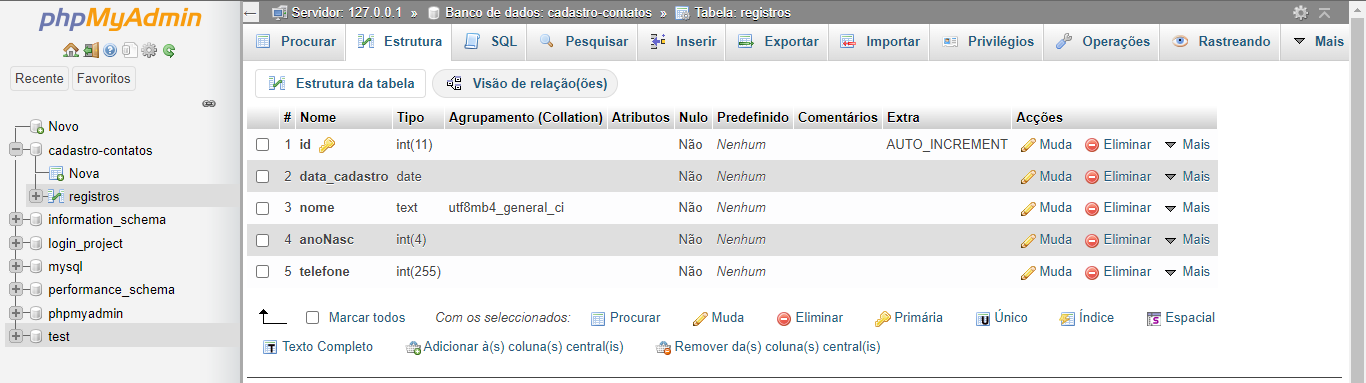 phpMyAdmin
Recente Favoritos
Novo
cadastro-contatos
Nova
registros
information_schema
login_project
mysql
performance_schema
phpmyadmin
test
Servidor: 127.0.0.1 » Banco de dados: cadastro-contatos » Tabela: registros
Procurar Estrutura SQL Pesquisar Inserir Exportar Importar Privilégios Operações Rastreando Mais
Estrutura da tabela Visão de relação(ões)
# Nome Tipo Agrupamento (Collation) Atributos Nulo Predefinido Comentários Extra Acções
1 id int(11) Não Nenhum AUTO_INCREMENT Muda Eliminar Mais
2 data_cadastro date Não Nenhum Muda Eliminar Mais
3 nome text utf8mb4_general_ci Não Nenhum Muda Eliminar Mais
4 anoNasc int(4) Não Nenhum Muda Eliminar Mais
5 telefone int(255) Não Nenhum Muda Eliminar Mais
Marcar todos Com os seleccionados: Procurar Muda Eliminar Primária Único Índice Espacial
Texto Completo Adicionar à(s) coluna(s) central(is) Remover da(s) coluna(s) central(is)